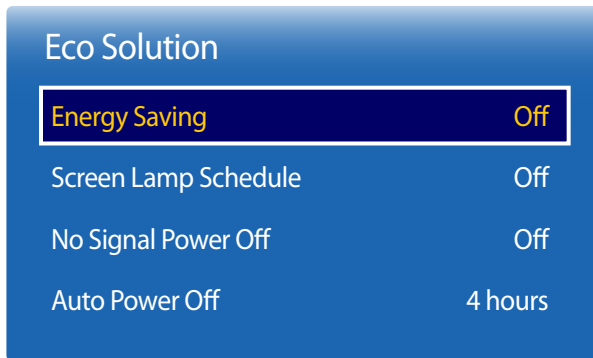 Eco Solution
Energy Saving Off
Screen Lamp Schedule Off
No Signal Power Off Off
Auto Power Off 4 hours